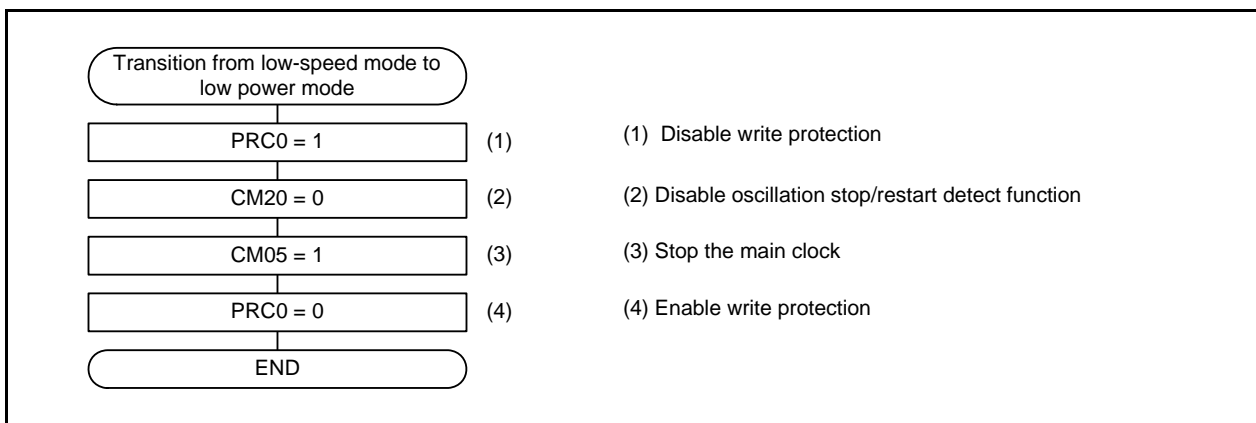 Transition from low-speed mode to
low power mode
PRC0 = 1
(1)
(1) Disable write protection
CM20 = 0
(2)
(2) Disable oscillation stop/restart detect function
CM05 = 1
(3)
(3) Stop the main clock
PRC0 = 0
(4)
(4) Enable write protection
END